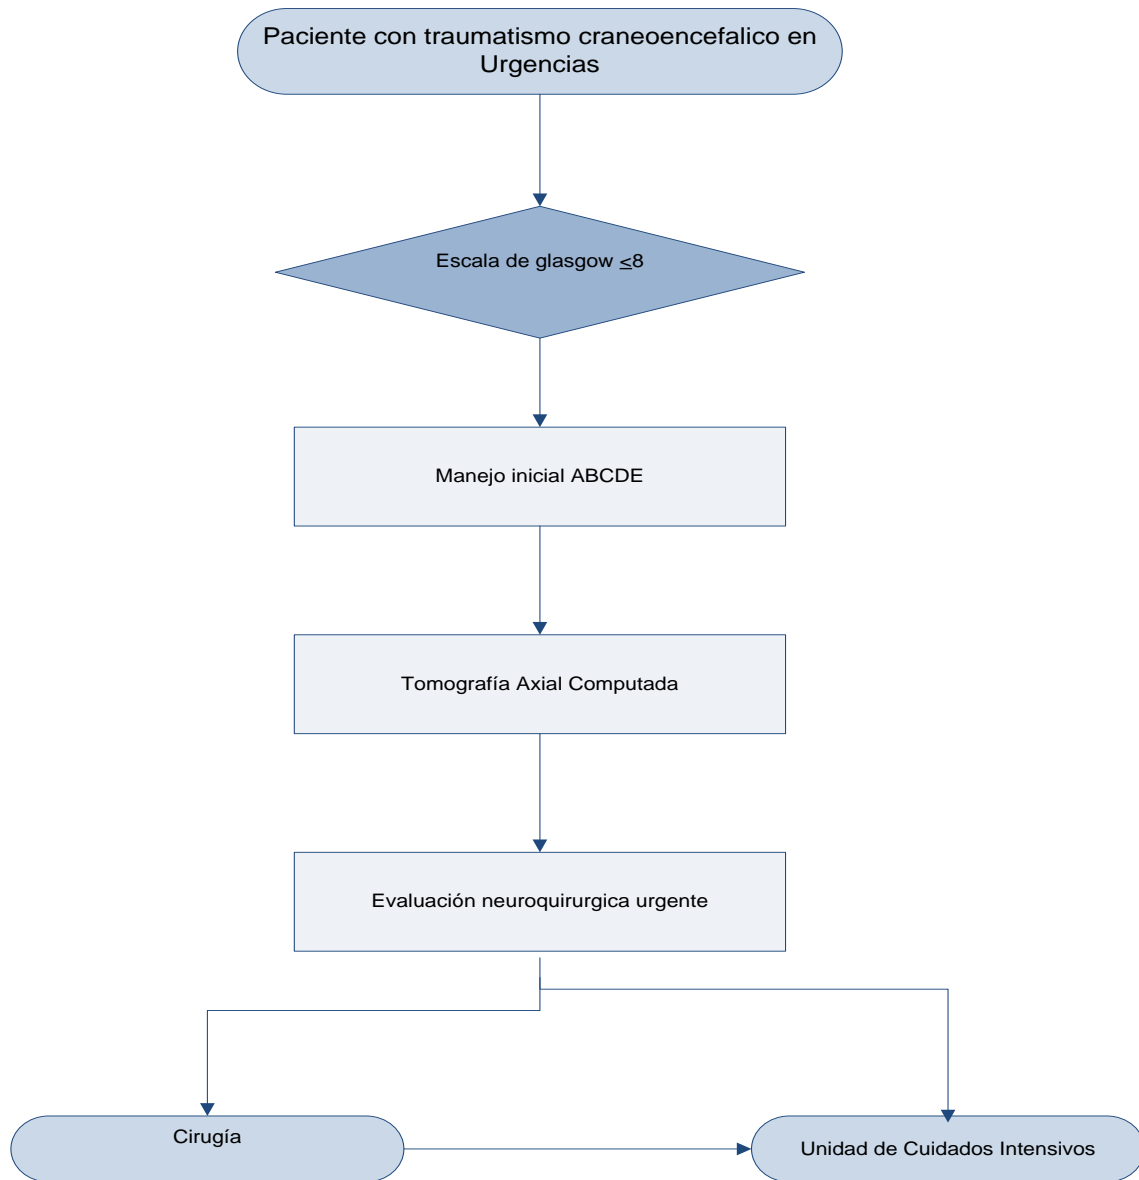 Paciente con traumatismo craneoencefalico en
Urgencias
Escala de glasgow ≤8
Manejo inicial ABCDE
Tomografía Axial Computada
Evaluación neuroquirurgica urgente
Cirugía
Unidad de Cuidados Intensivos